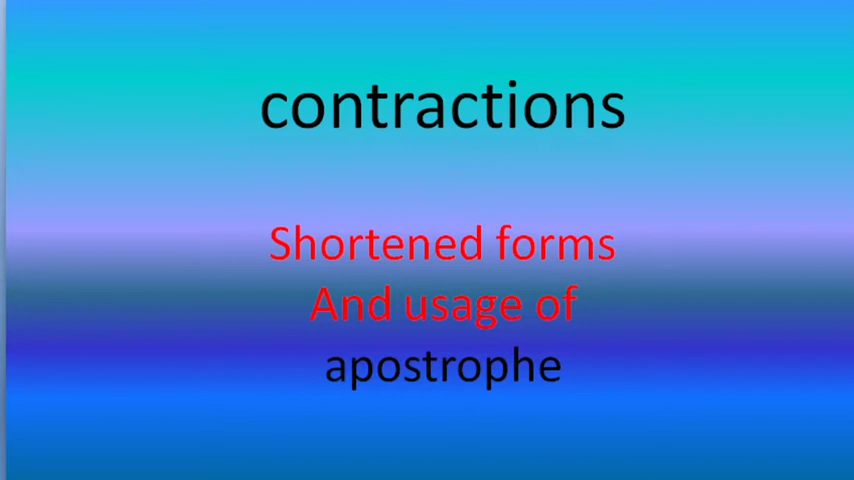 contractions
Shortened forms
And usage of
apostrophe